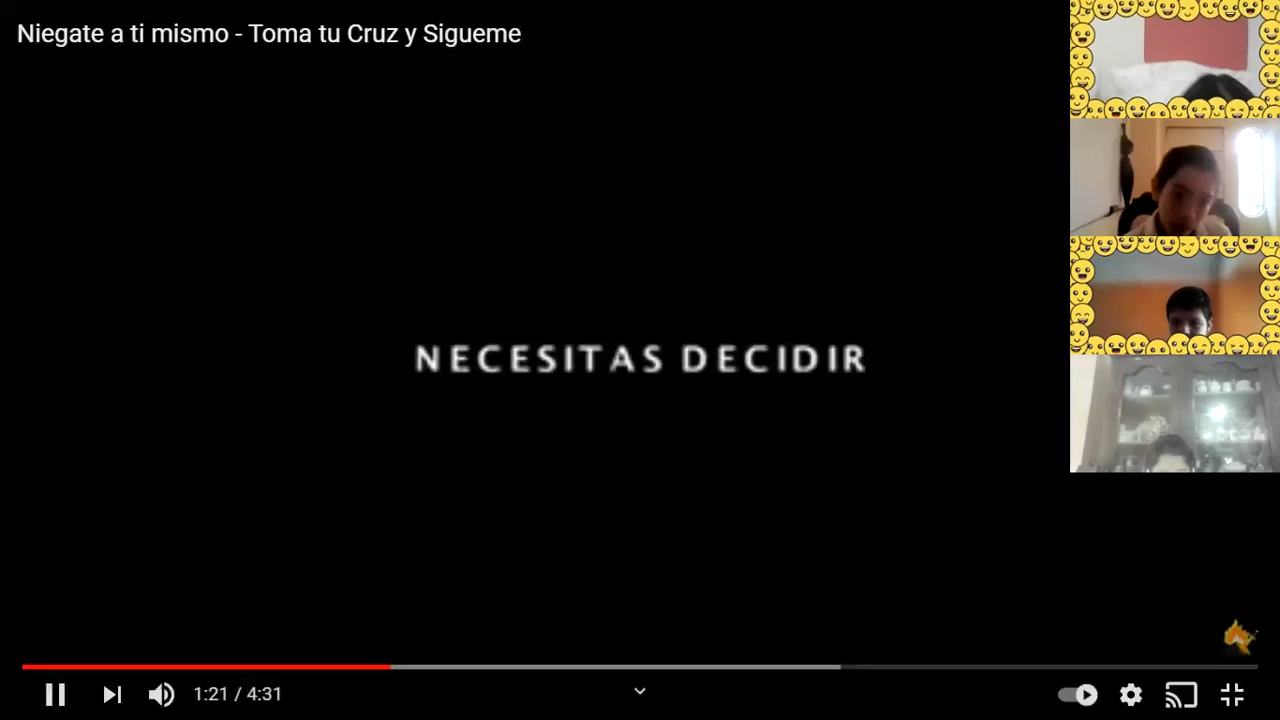 Niegate a ti mismo - Toma tu Cruz y Sigueme
NECESITAS DECIDIR
1:21 / 4:31